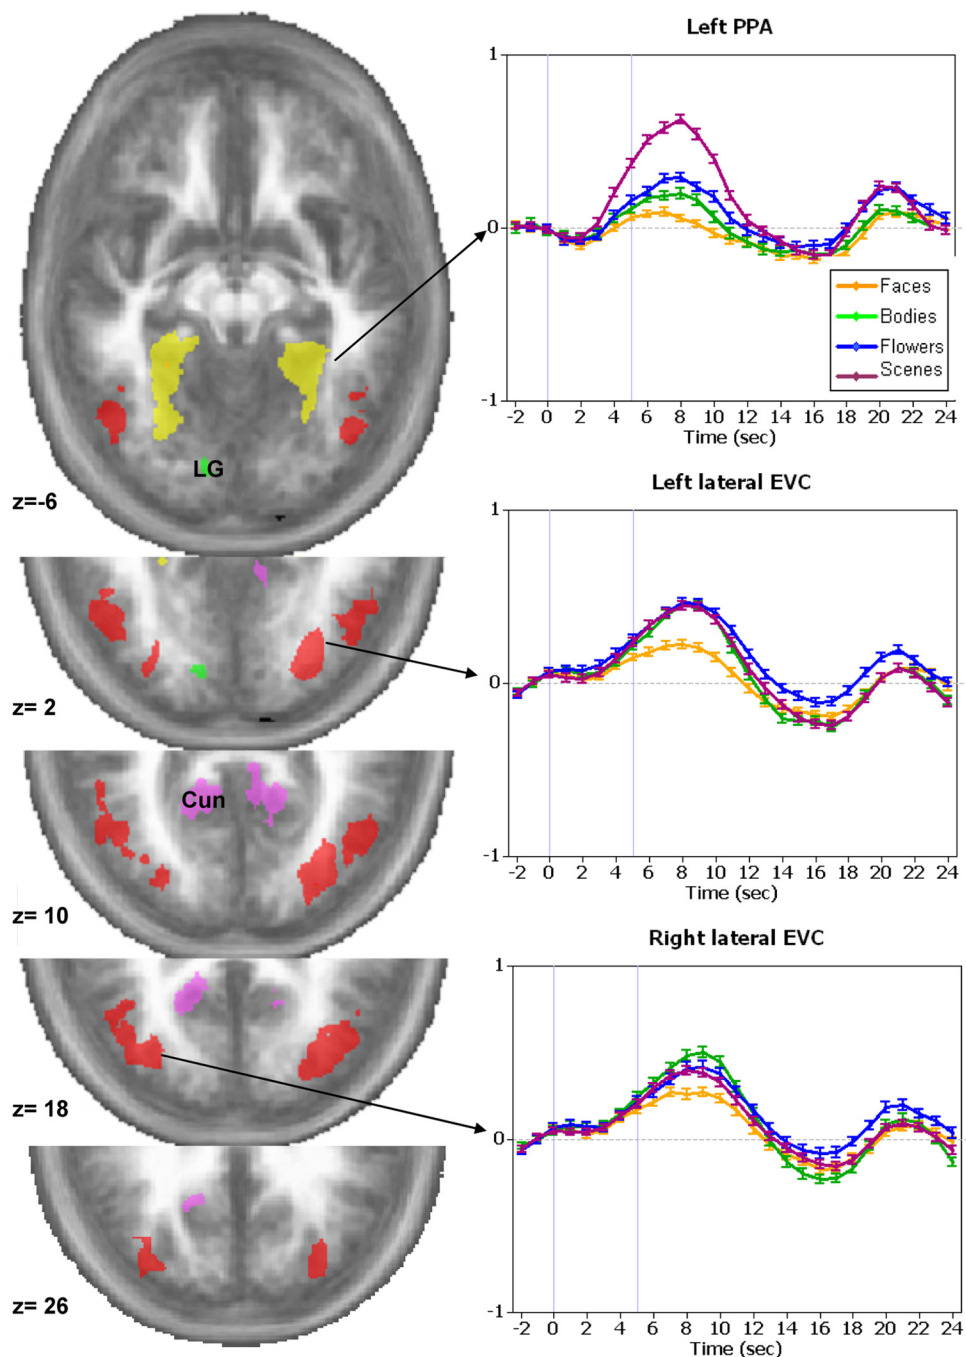 Left PPA
1
0
-1
-2 0 2 4 6 8 10 12 14 16 18 20 22 24
Time (sec)
Faces
Bodies
Flowers
Scenes
LG
z=-6
Left lateral EVC
1
0
-1
-2 0 2 4 6 8 10 12 14 16 18 20 22 24
Time (sec)
z= 2
Cun
z= 10
Right lateral EVC
1
0
-1
-2 0 2 4 6 8 10 12 14 16 18 20 22 24
Time (sec)
z= 18
z= 26